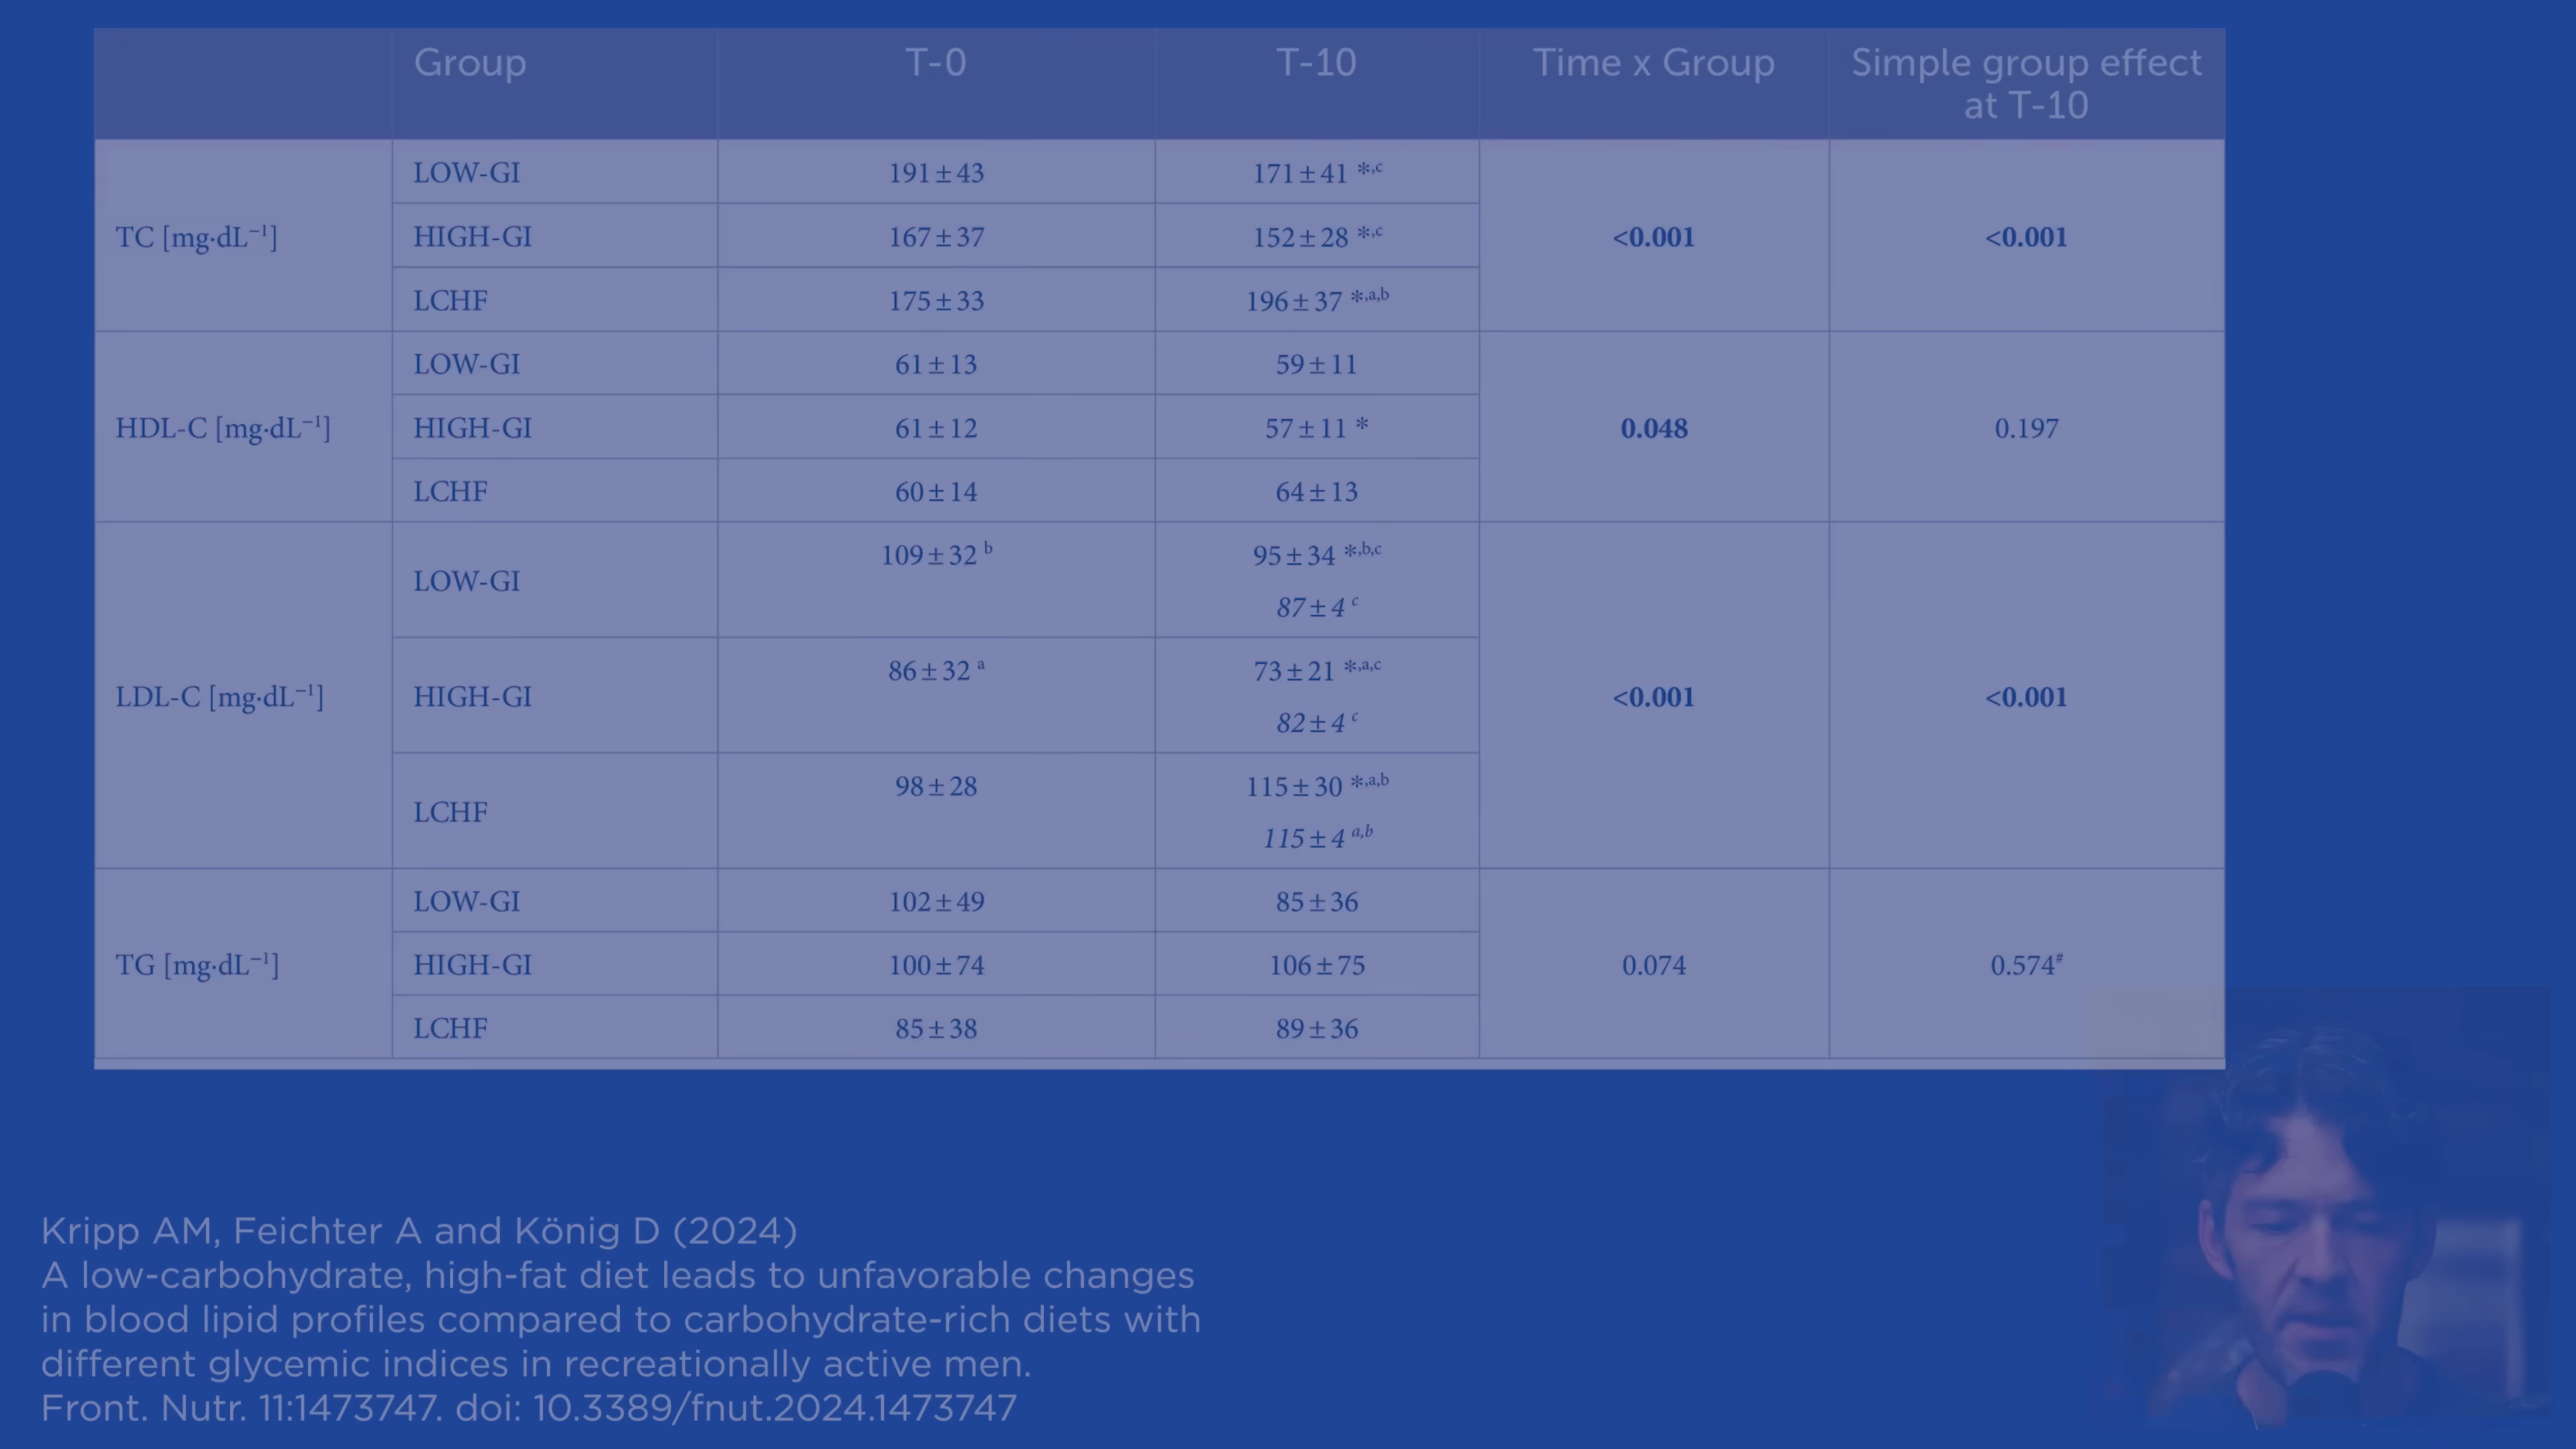 Group T-0 T-10 Time x Group Simple group effect
at T-10
TC [mg·dL⁻¹] LOW-GI 191±43 171±41 *,c <0.001 <0.001
HIGH-GI 167±37 152±28 *,c
LCHF 175±33 196±37 *,a,b
HDL-C [mg·dL⁻¹] LOW-GI 61±13 59±11 0.048 0.197
HIGH-GI 61±12 57±11 *
LCHF 60±14 64±13
LDL-C [mg·dL⁻¹] LOW-GI 109±32 b 95±34 *,b,c <0.001 <0.001
87±4 c
HIGH-GI 86±32 a 73±21 *,a,c
82±4 c
LCHF 98±28 115±30 *,a,b
115±4 a,b
TG [mg·dL⁻¹] LOW-GI 102±49 85±36 0.074 0.574#
HIGH-GI 100±74 106±75
LCHF 85±38 89±36
Kripp AM, Feichter A and König D (2024)
A low-carbohydrate, high-fat diet leads to unfavorable changes
in blood lipid profiles compared to carbohydrate-rich diets with
different glycemic indices in recreationally active men.
Front. Nutr. 11:1473747. doi: 10.3389/fnut.2024.1473747